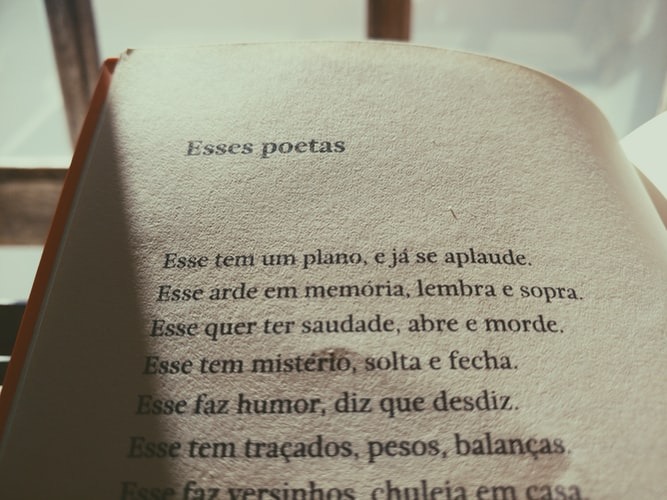 Esses poetas
Esse tem um plano, e já se aplaude.
Esse arde em memória, lembra e sopra.
Esse quer ter saudade, abre e morde.
Esse tem mistério, solta e fecha.
Esse faz humor, diz que desdiz.
Esse tem traçados, pesos, balanças.
Esse faz versinhos, chuleia em casa.